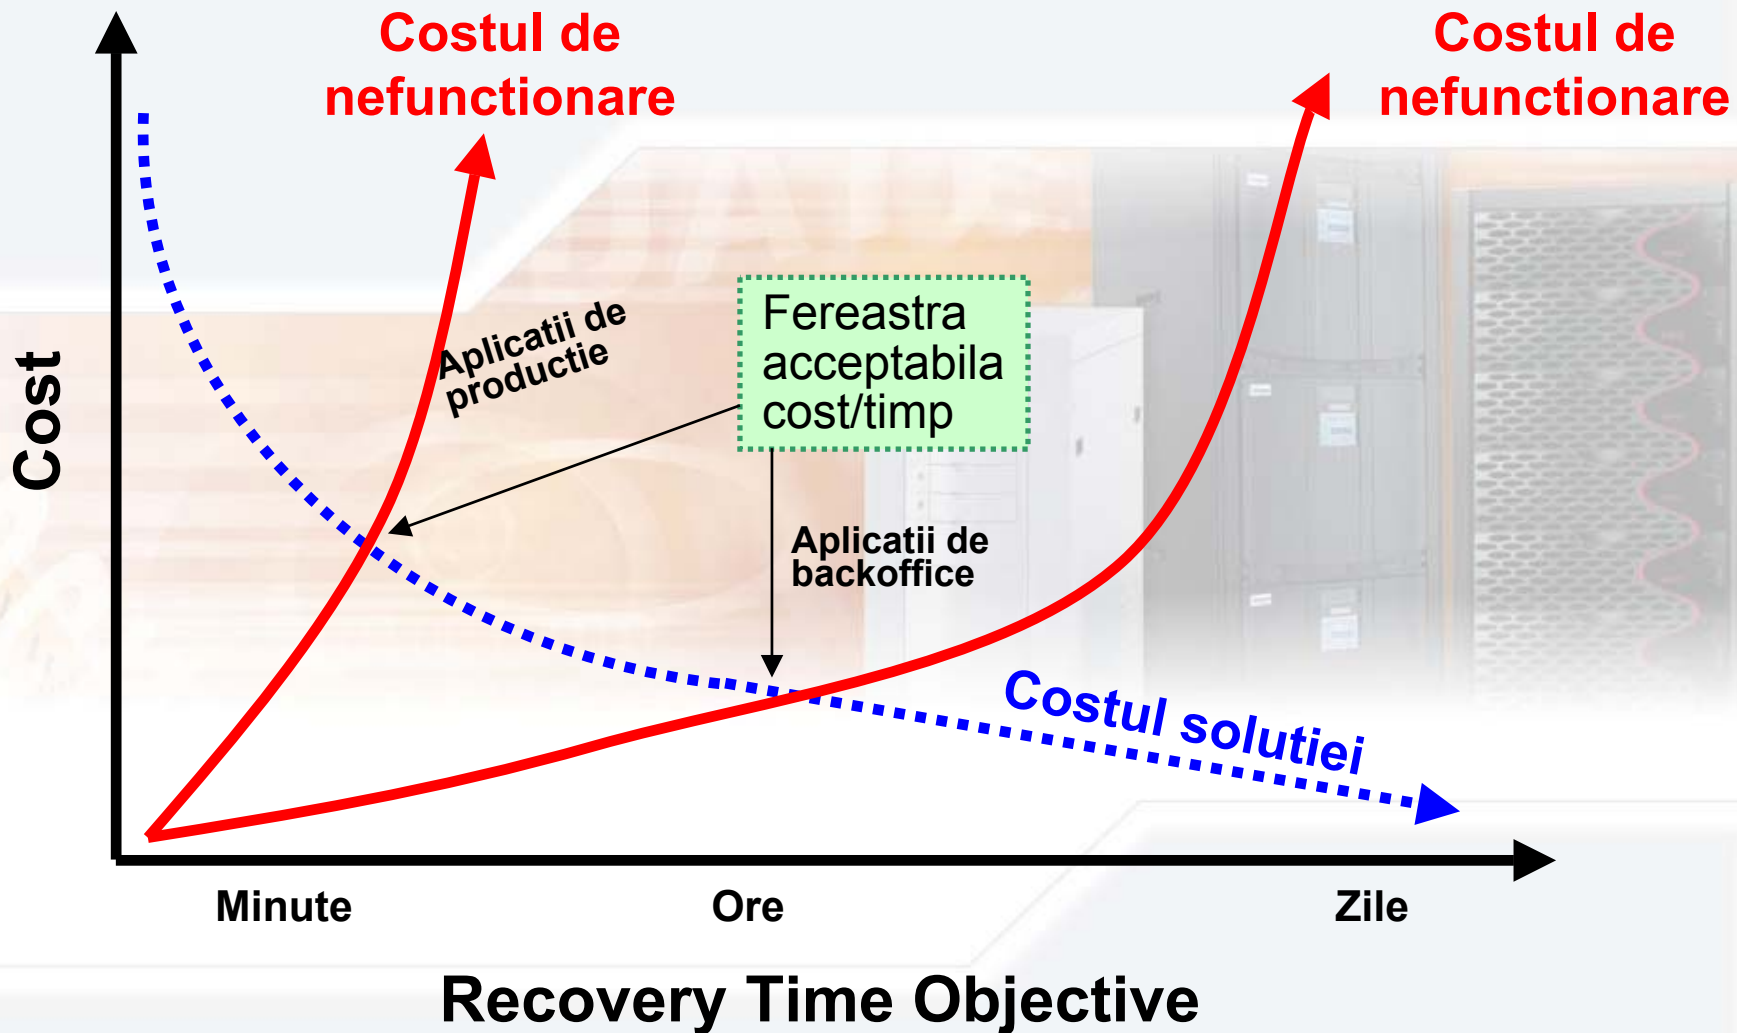 Costul de
nefunctionare
Costul de
nefunctionare
Cost
Aplicatii de
productie
Fereastra
acceptabila
cost/timp
Aplicatii de
backoffice
Costul solutiei
Minute
Ore
Zile
Recovery Time Objective